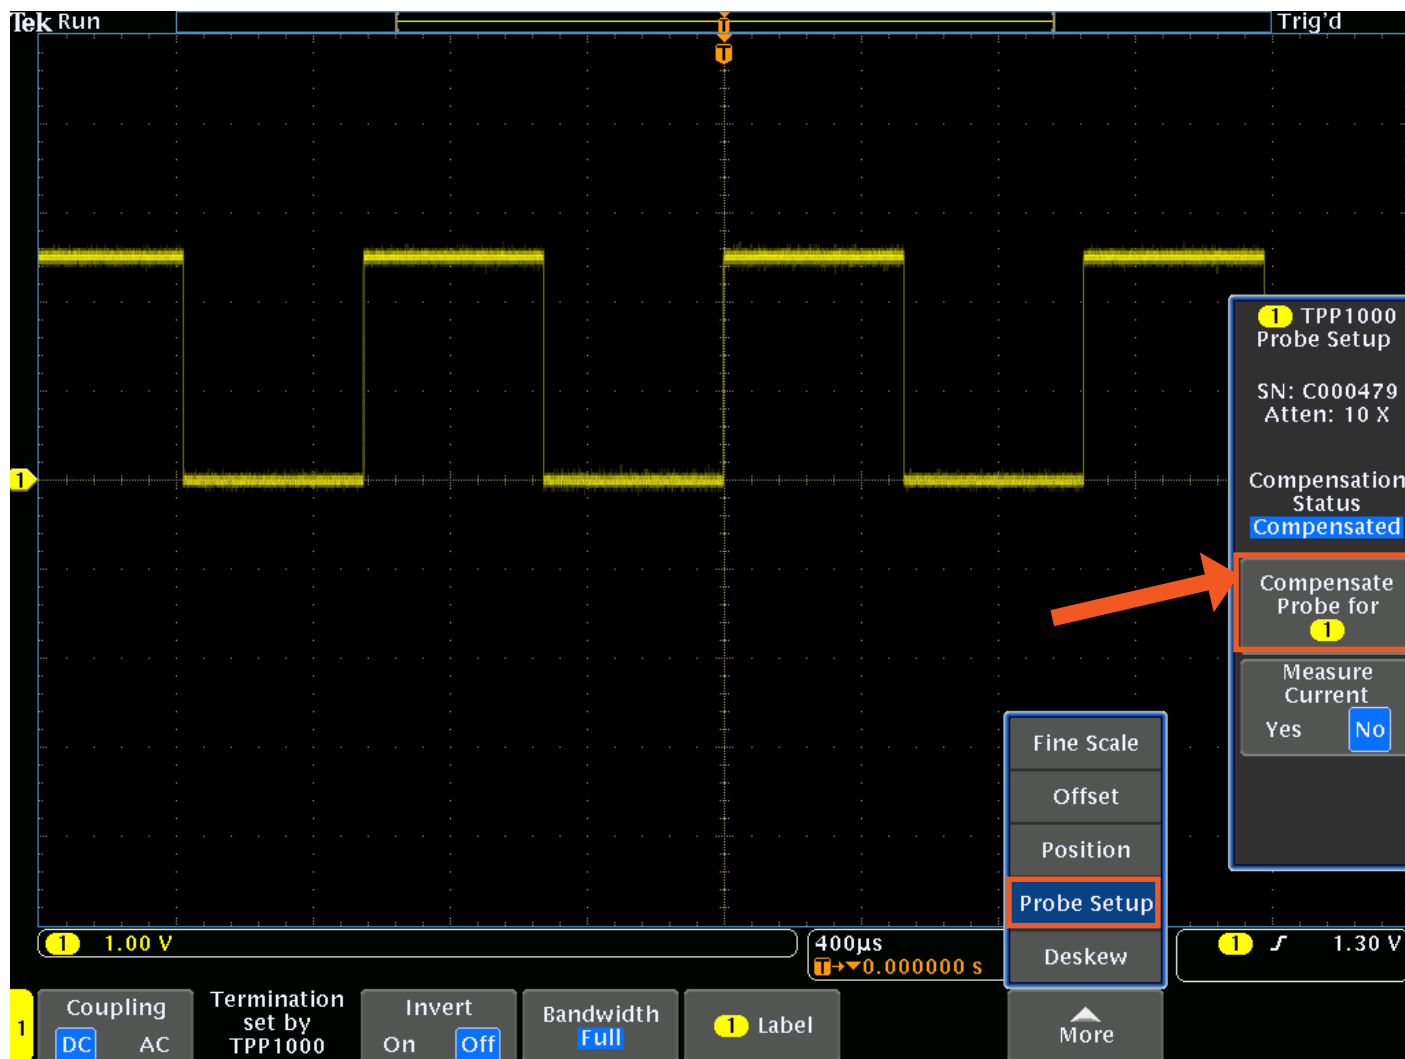 Tek Run
Trig'd
T
T
1 TPP1000
Probe Setup
SN: C000479
Atten: 10 X
1
Compensation
Status
Compensated
Compensate
Probe for
1
Measure
Current
Yes No
Fine Scale
Offset
Position
Probe Setup
Deskew
1 1.00 V
400µs
T→▼0.000000 s
1 1.30 V
1
Coupling
DC AC
Termination
set by
TPP1000
Invert
On Off
Bandwidth
Full
1 Label
More